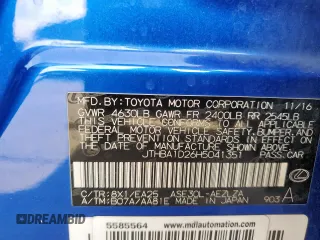 MFD. BY: TOYOTA MOTOR CORPORATION 11/16
GVWR 4630LB GAWR FR 2400LB RR 2545LB
THIS VEHICLE CONFORMS TO ALL APPLICABLE
FEDERAL MOTOR VEHICLE SAFETY, BUMPER, AND THEFT
PREVENTION STANDARDS IN EFFECT ON THE DATE OF
MANUFACTURE SHOWN ABOVE.
JTHBA1D26H5041351 PASS. CAR
C/TR: 8X1/EA25 ASE30L-AEZLZA
A/TM: B07A/AA81E MADE IN JAPAN 903 A
5585564 www.mdiautomotive.com